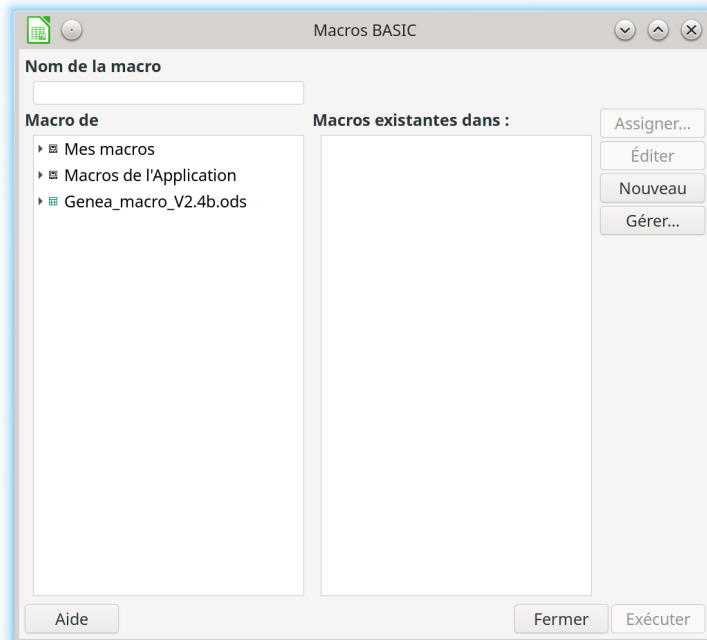 Macros BASIC
Nom de la macro
Macro de
Macros existantes dans :
Mes macros
Macros de l'Application
Genea_macro_V2.4b.ods
Assigner...
Éditer
Nouveau
Gérer...
Aide
Fermer
Exécuter